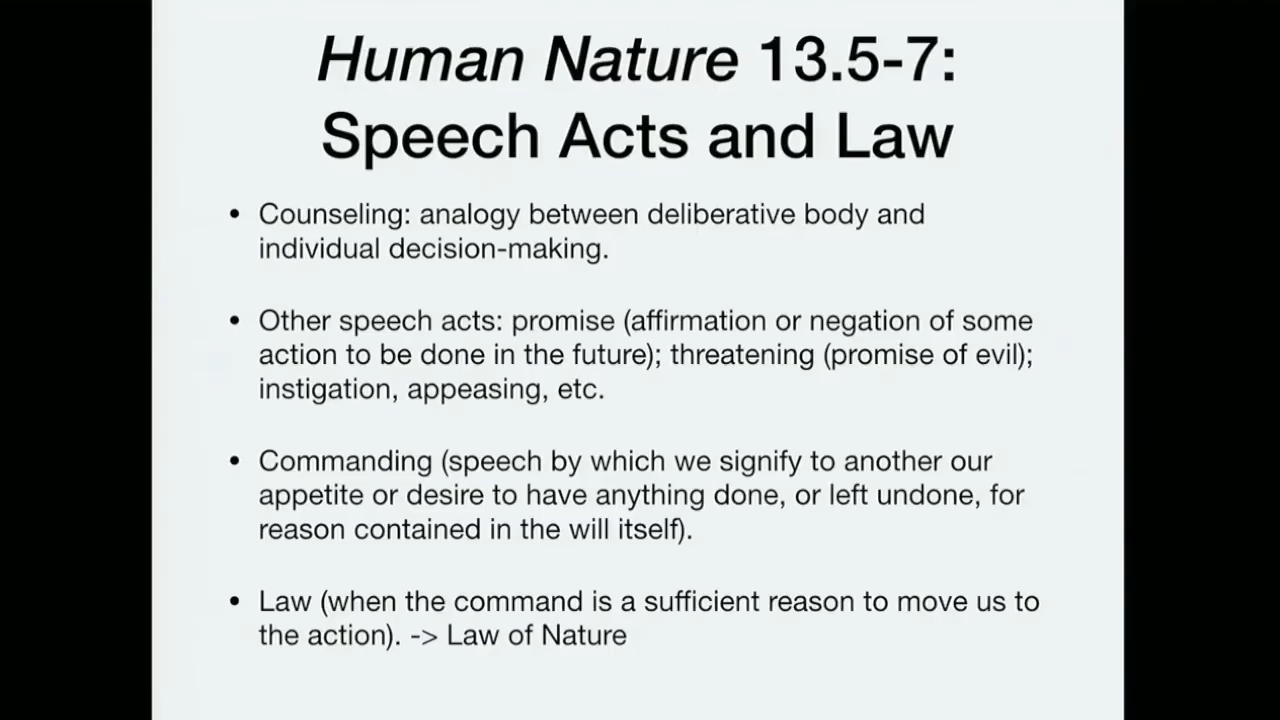 Human Nature 13.5-7:
Speech Acts and Law
• Counseling: analogy between deliberative body and
individual decision-making.
• Other speech acts: promise (affirmation or negation of some
action to be done in the future); threatening (promise of evil);
instigation, appeasing, etc.
• Commanding (speech by which we signify to another our
appetite or desire to have anything done, or left undone, for
reason contained in the will itself).
• Law (when the command is a sufficient reason to move us to
the action). -> Law of Nature